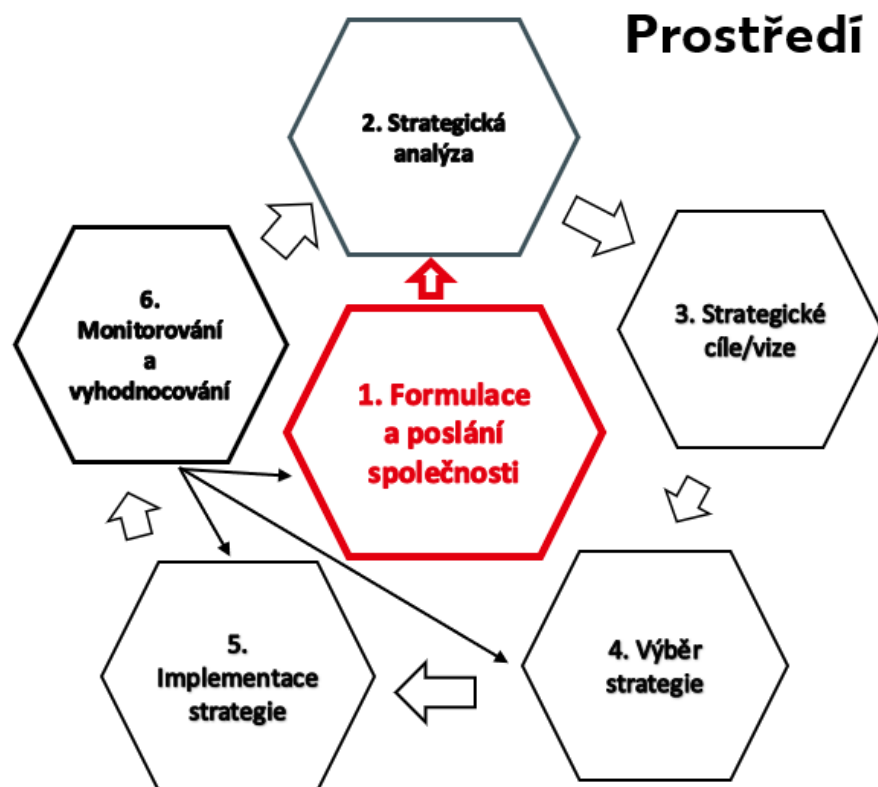 Prostředí
2. Strategická
analýza
3. Strategické
cíle/vize
6.
Monitorování
a
vyhodnocování
1. Formulace
a poslání
společnosti
4. Výběr
strategie
5.
Implementace
strategie